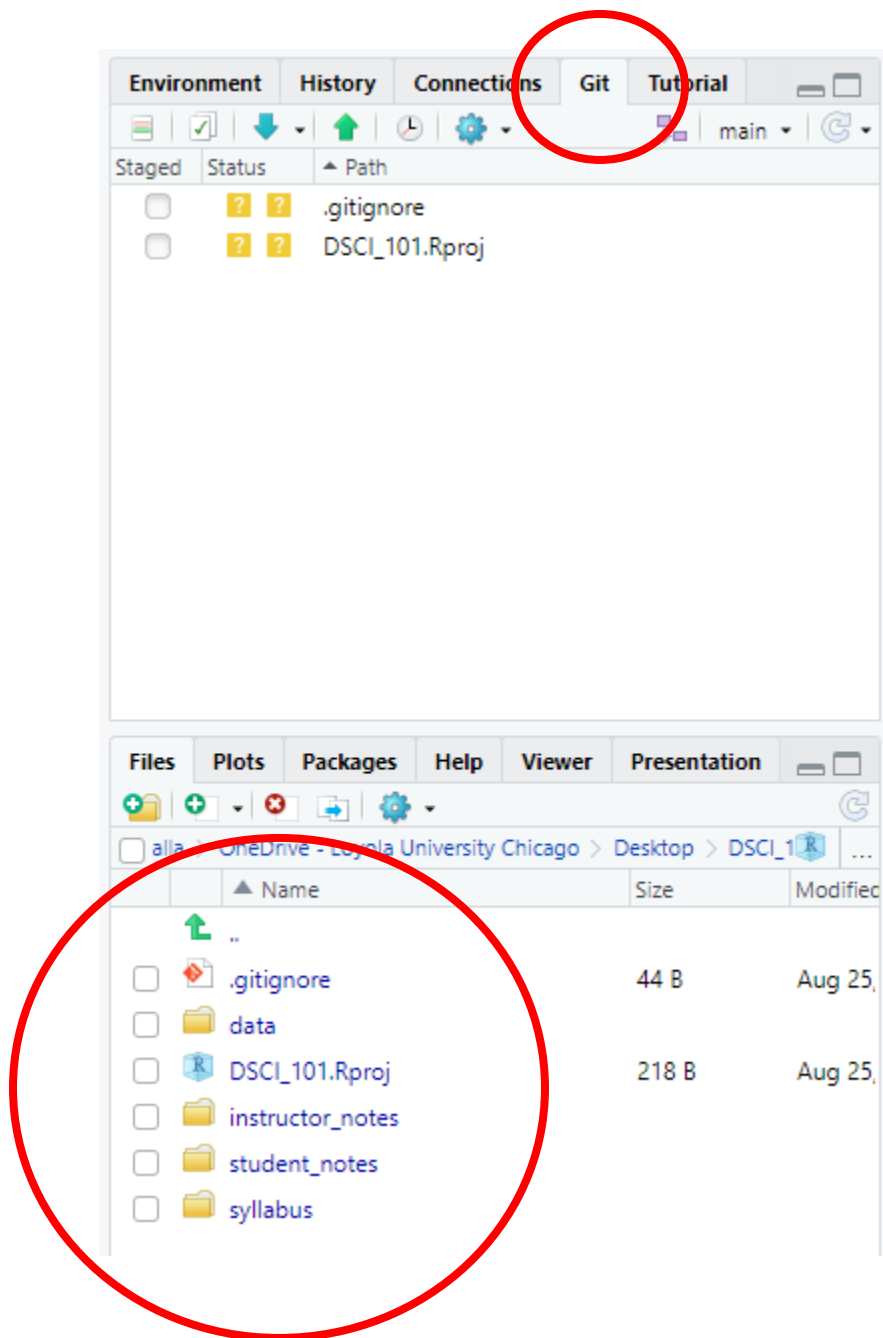 Environment History Connections Git Tutorial
main
Staged Status Path
? ? .gitignore
? ? DSCI_101.Rproj
Files Plots Packages Help Viewer Presentation
alla > OneDrive - Loyola University Chicago > Desktop > DSCI_1 R ...
Name Size Modified
..
.gitignore 44 B Aug 25,
data
R DSCI_101.Rproj 218 B Aug 25,
instructor_notes
student_notes
syllabus